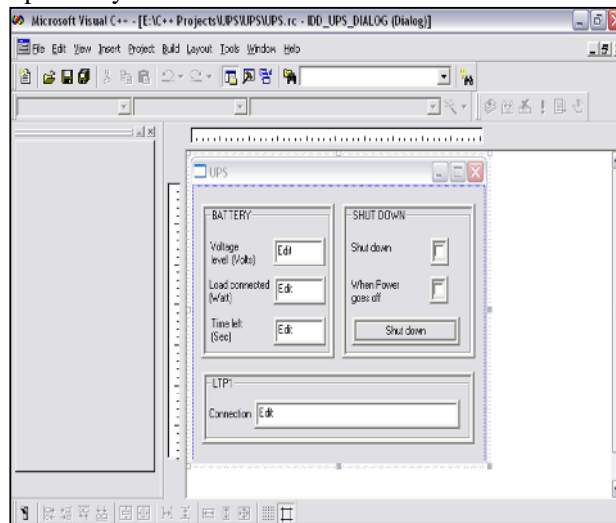 Microsoft Visual C++ - [E:\C++ Projects\UPS\UPS\UPS.rc - IDD_UPS_DIALOG (Dialog)]
File Edit View Insert Project Build Layout Tools Window Help
UPS
BATTERY
Voltage
level (Volts)
Edit
Load connected
(Watt)
Edit
Time left
(Sec)
Edit
SHUT DOWN
Shut down
When Power
goes off
Shut down
LTP1
Connection Edit